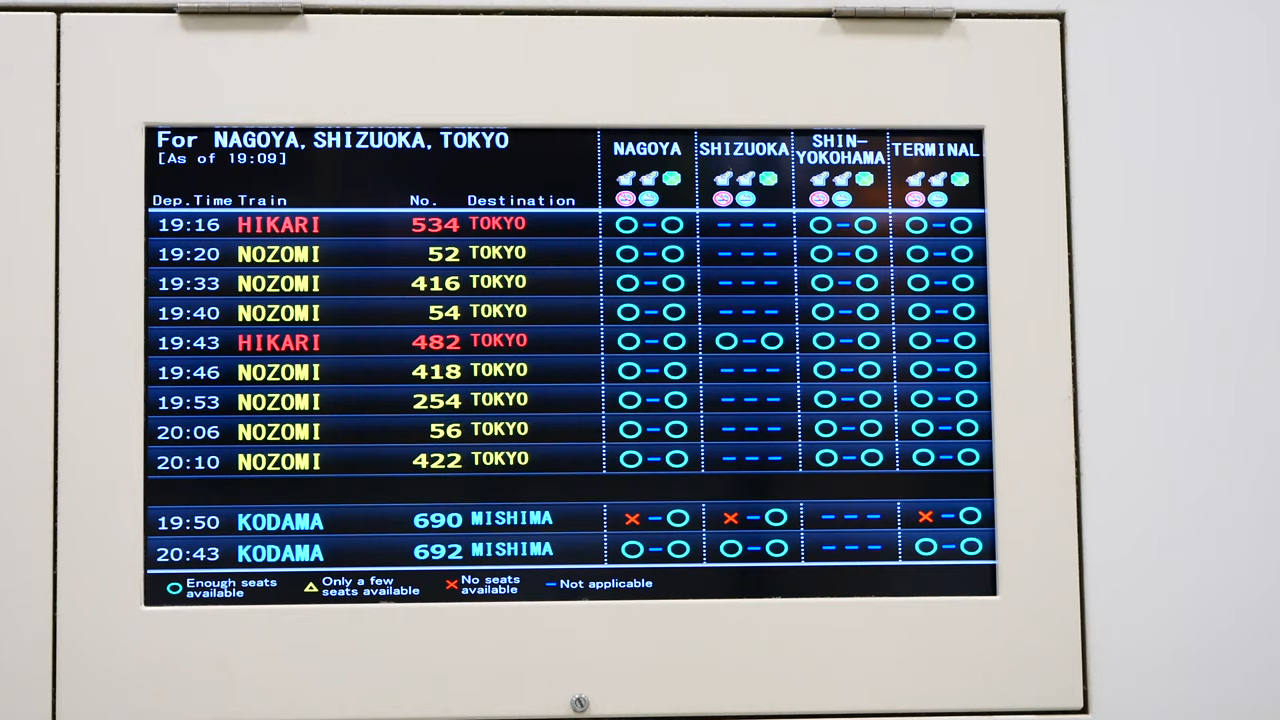 For NAGOYA, SHIZUOKA, TOKYO
[As of 19:09]
NAGOYA SHIZUOKA SHIN-YOKOHAMA TERMINAL
Dep.Time Train No. Destination
19:16 HIKARI 534 TOKYO ○ - ○ - - - ○ - ○ ○ - ○
19:20 NOZOMI 52 TOKYO ○ - ○ - - - ○ - ○ ○ - ○
19:33 NOZOMI 416 TOKYO ○ - ○ - - - ○ - ○ ○ - ○
19:40 NOZOMI 54 TOKYO ○ - ○ - - - ○ - ○ ○ - ○
19:43 HIKARI 482 TOKYO ○ - ○ ○ - ○ ○ - ○ ○ - ○
19:46 NOZOMI 418 TOKYO ○ - ○ - - - ○ - ○ ○ - ○
19:53 NOZOMI 254 TOKYO ○ - ○ - - - ○ - ○ ○ - ○
20:06 NOZOMI 56 TOKYO ○ - ○ - - - ○ - ○ ○ - ○
20:10 NOZOMI 422 TOKYO ○ - ○ - - - ○ - ○ ○ - ○
19:50 KODAMA 690 MISHIMA × - ○ × - ○ - - - × - ○
20:43 KODAMA 692 MISHIMA ○ - ○ ○ - ○ - - - ○ - ○
○ Enough seats available △ Only a few seats available × No seats available - Not applicable